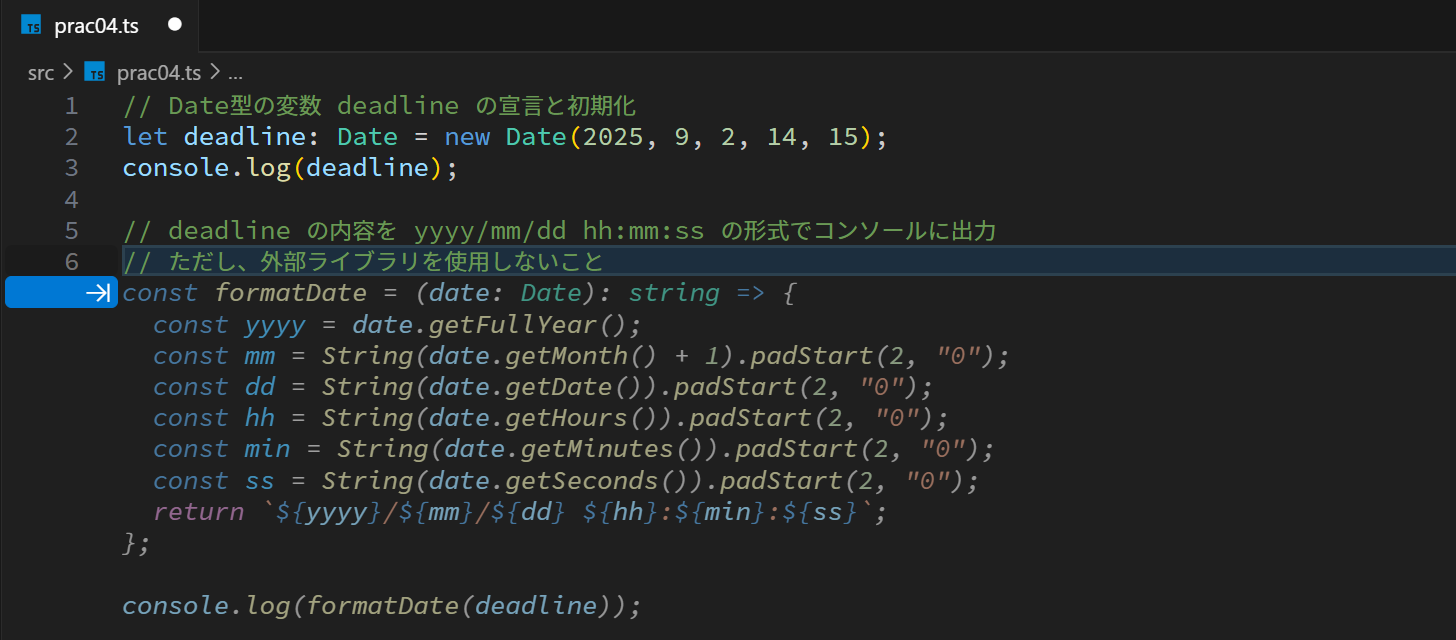 TS prac04.ts
src > TS prac04.ts > ...
1 // Date型の変数 deadline の宣言と初期化
2 let deadline: Date = new Date(2025, 9, 2, 14, 15);
3 console.log(deadline);
4
5 // deadline の内容を yyyy/mm/dd hh:mm:ss の形式でコンソールに出力
6 // ただし、外部ライブラリを使用しないこと
const formatDate = (date: Date): string => {
  const yyyy = date.getFullYear();
  const mm = String(date.getMonth() + 1).padStart(2, "0");
  const dd = String(date.getDate()).padStart(2, "0");
  const hh = String(date.getHours()).padStart(2, "0");
  const min = String(date.getMinutes()).padStart(2, "0");
  const ss = String(date.getSeconds()).padStart(2, "0");
  return `${yyyy}/${mm}/${dd} ${hh}:${min}:${ss}`;
};
console.log(formatDate(deadline));